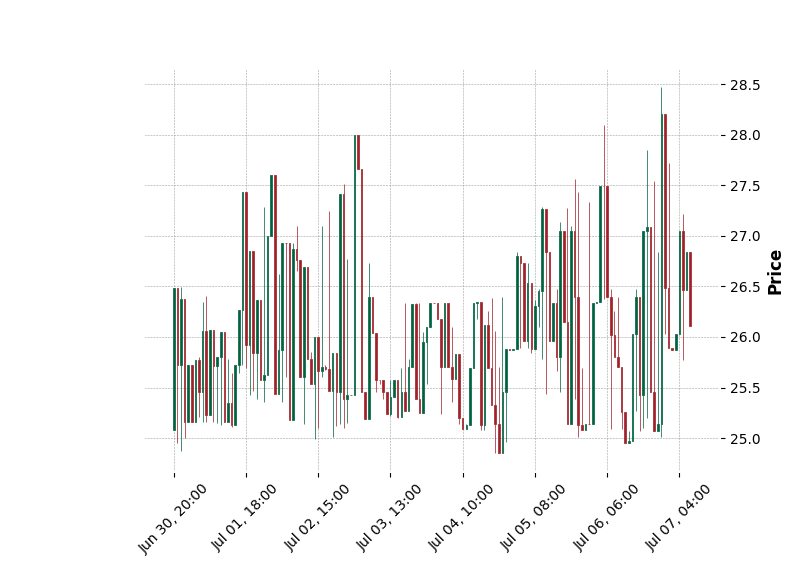 28.5
28.0
27.5
27.0
26.5
26.0
25.5
25.0
Price
Jun 30, 20:00
Jul 01, 18:00
Jul 02, 15:00
Jul 03, 13:00
Jul 04, 10:00
Jul 05, 08:00
Jul 06, 06:00
Jul 07, 04:00